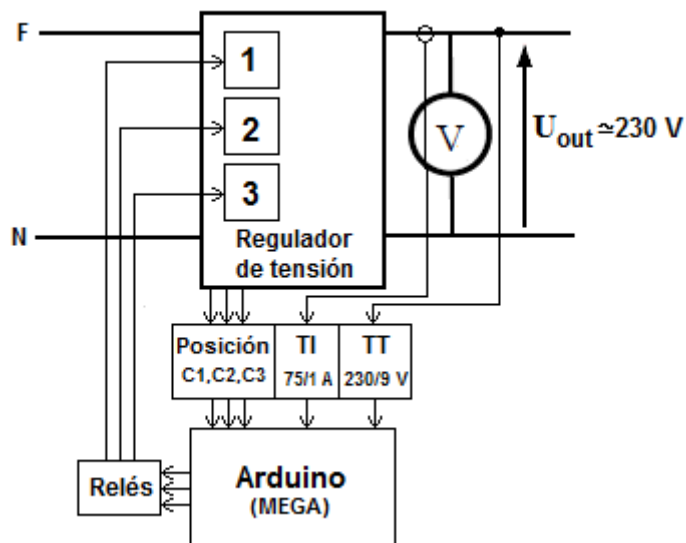 F
1
2
V
U out ≃230 V
3
N
Regulador
de tensión
Posición
C1,C2,C3
TI
75/1 A
TT
230/9 V
Relés
Arduino
(MEGA)